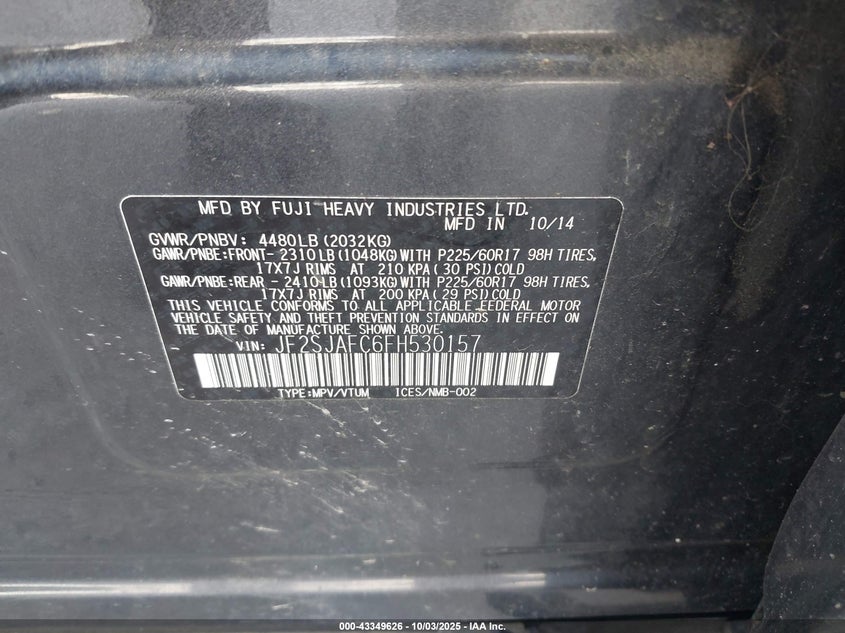 MFD BY FUJI HEAVY INDUSTRIES LTD.
MFD IN 10/14
GVWR/PNBV: 4480LB(2032KG)
GAWR/PNBE:FRONT- 2310LB(1048KG)WITH P225/60R17 98H TIRES,
17X7J RIMS AT 210 KPA(30 PSI)COLD
GAWR/PNBE:REAR - 2410LB(1093KG)WITH P225/60R17 98H TIRES,
17X7J RIMS AT 200 KPA(29 PSI)COLD
THIS VEHICLE CONFORMS TO ALL APPLICABLE FEDERAL MOTOR
VEHICLE SAFETY AND THEFT PREVENTION STANDARDS IN EFFECT ON
THE DATE OF MANUFACTURE SHOWN ABOVE.
VIN: JF2SJAFC6FH530157
TYPE:MPV/VTUM ICES/NMB-002
000-43349626 - 10/03/2025 - IAA Inc.